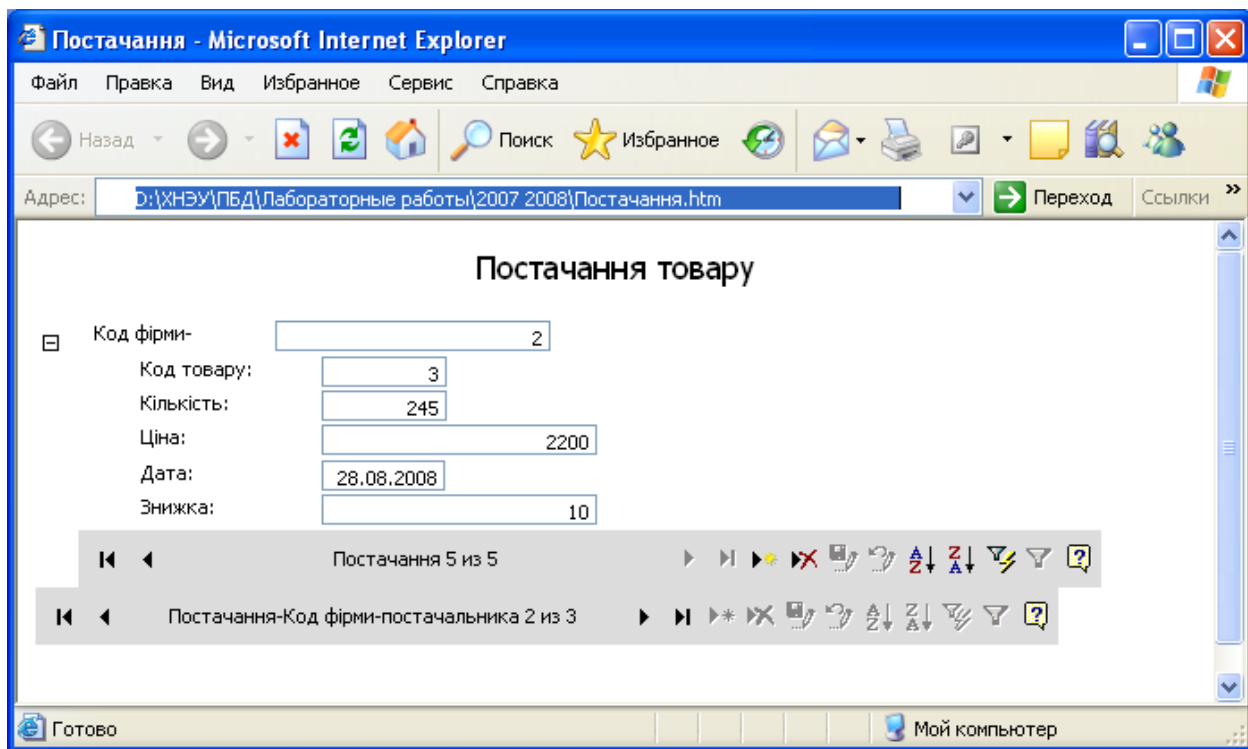 Постачання - Microsoft Internet Explorer
Файл Правка Вид Избранное Сервис Справка
Назад Поиск Избранное
Адрес: D:\ХНЭУ\ПБД\Лабораторные работы\2007 2008\Постачання.htm Переход Ссылки »
Постачання товару
Код фірми- 2
Код товару: 3
Кількість: 245
Ціна: 2200
Дата: 28.08.2008
Знижка: 10
Постачання 5 из 5
Постачання-Код фірми-постачальника 2 из 3
Готово Мой компьютер